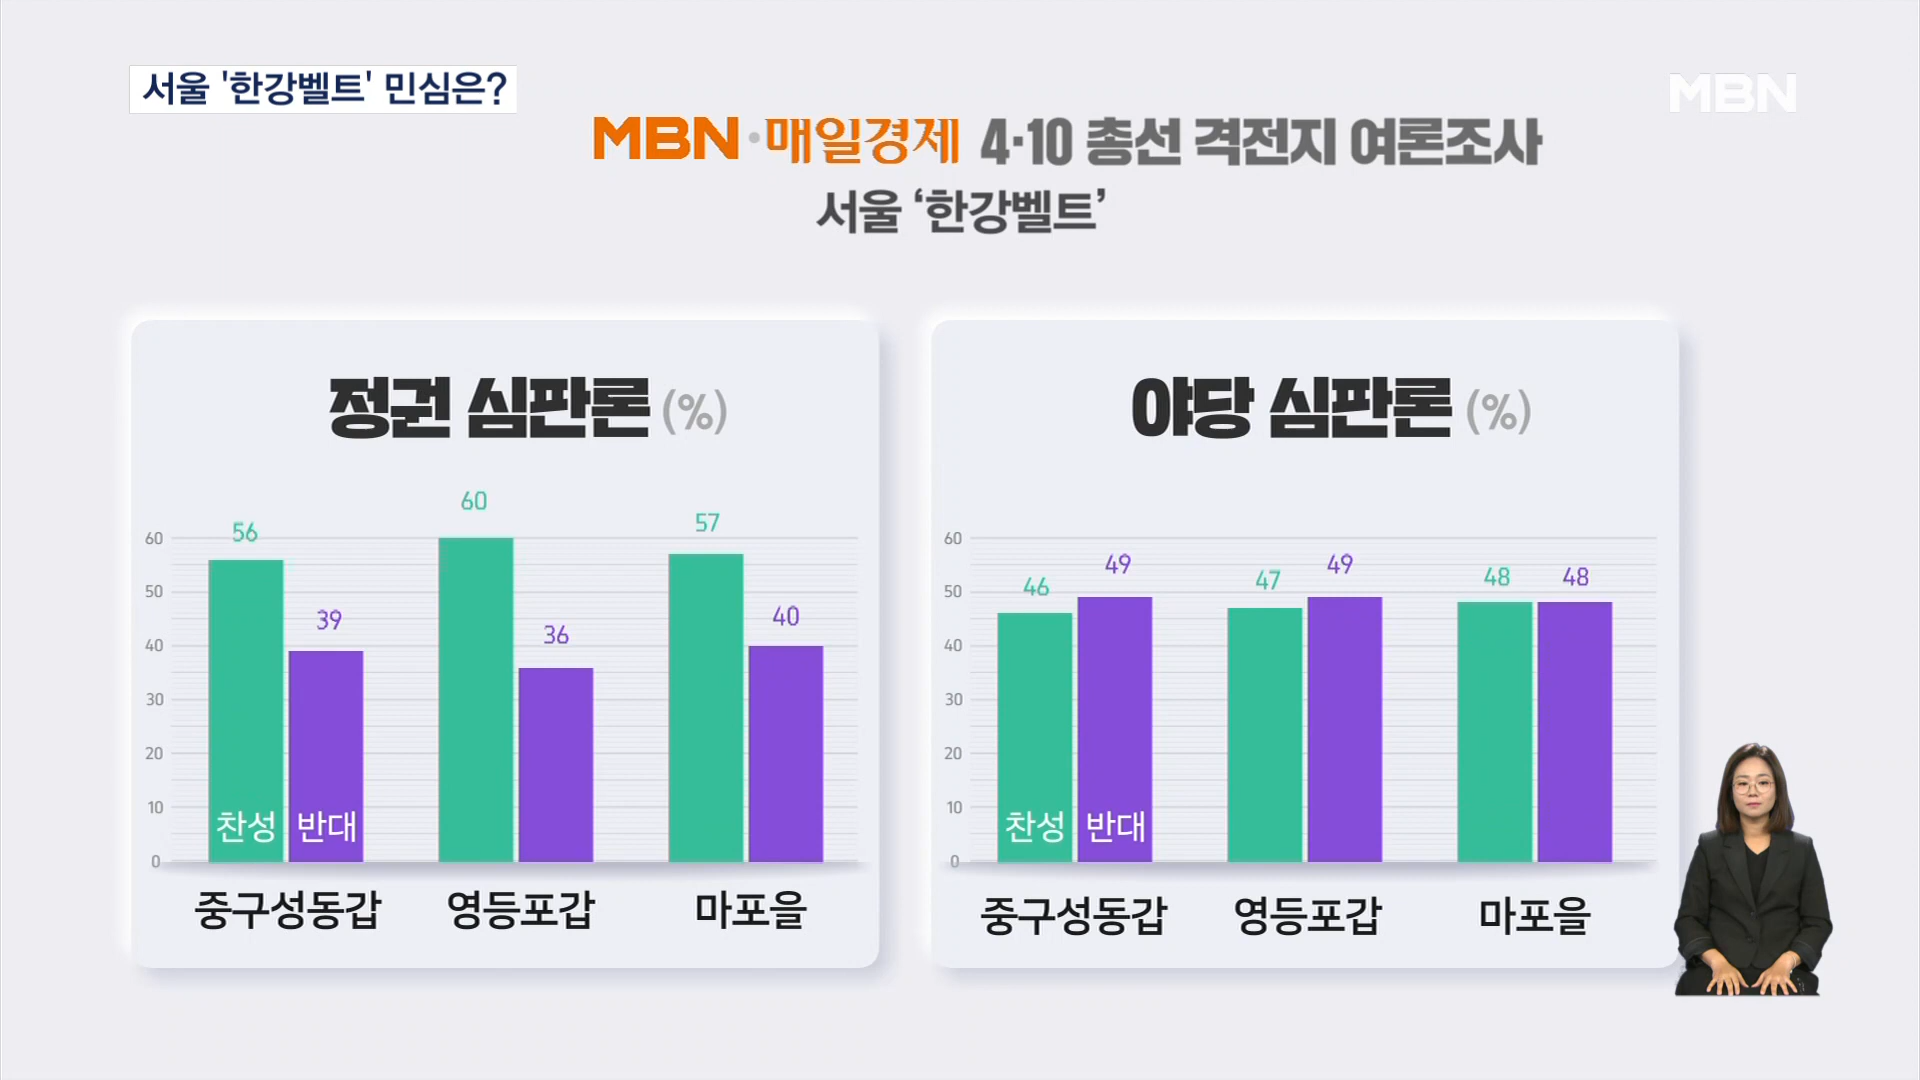 서울 '한강벨트' 민심은?
MBN
MBN·매일경제 4·10 총선 격전지 여론조사
서울 ‘한강벨트’
정권 심판론 (%)
60
50
40
30
20
10
0
56
39
60
36
57
40
찬성 반대
중구성동갑 영등포갑 마포을
야당 심판론 (%)
60
50
40
30
20
10
0
46
49
47
49
48
48
찬성 반대
중구성동갑 영등포갑 마포을